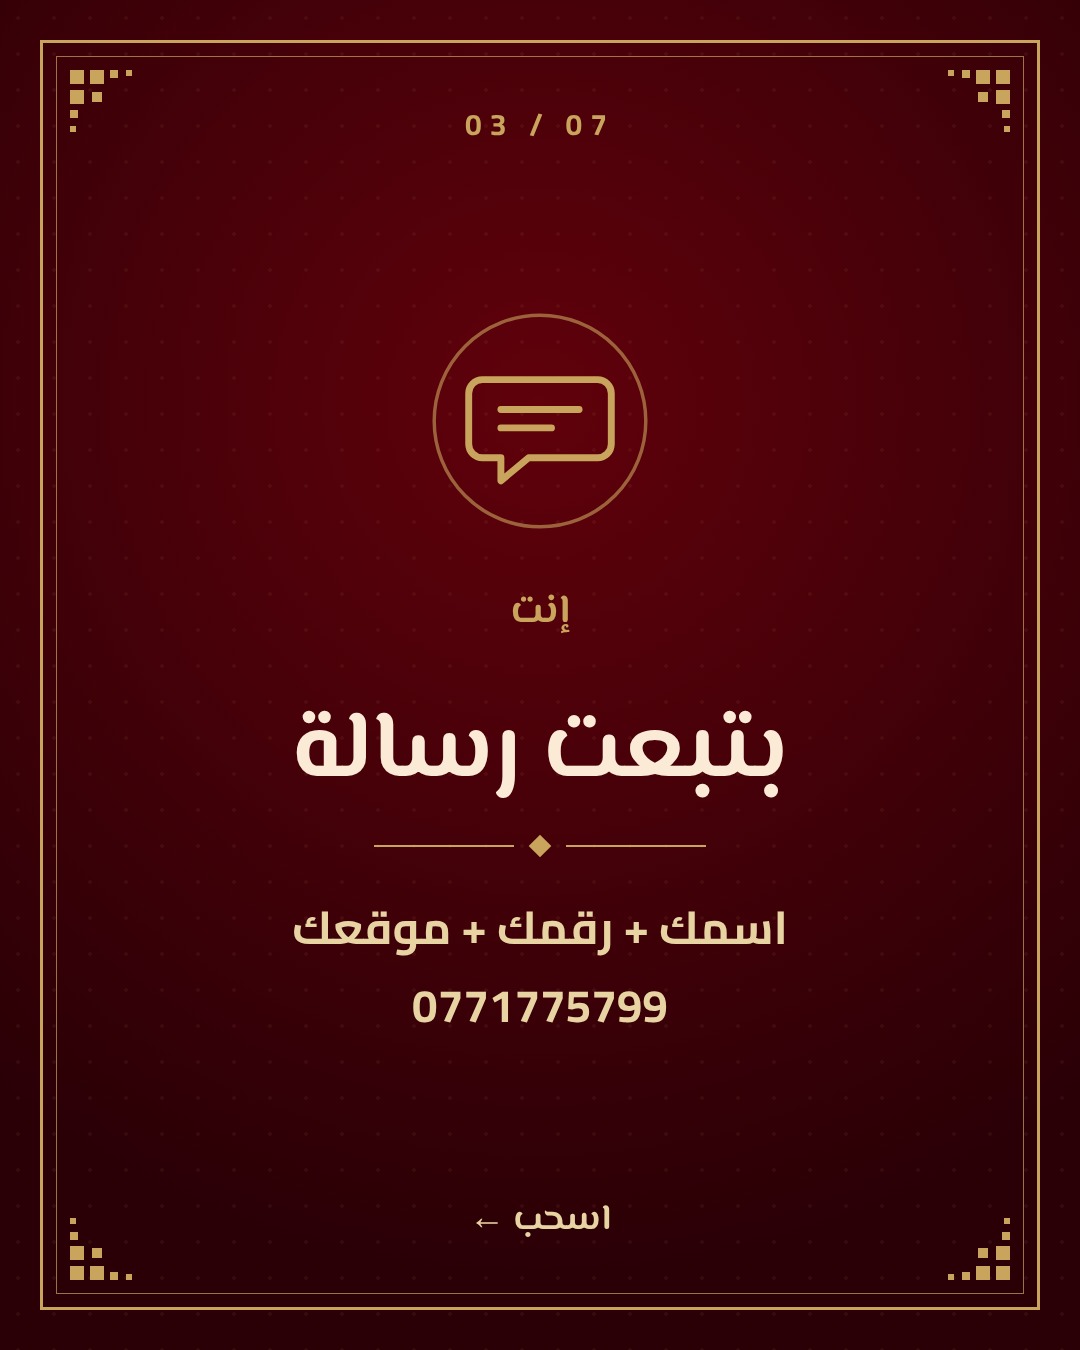 03 / 07
إنت
بتبعت رسالة
اسمك + رقمك + موقعك
0771775799
اسحب ←